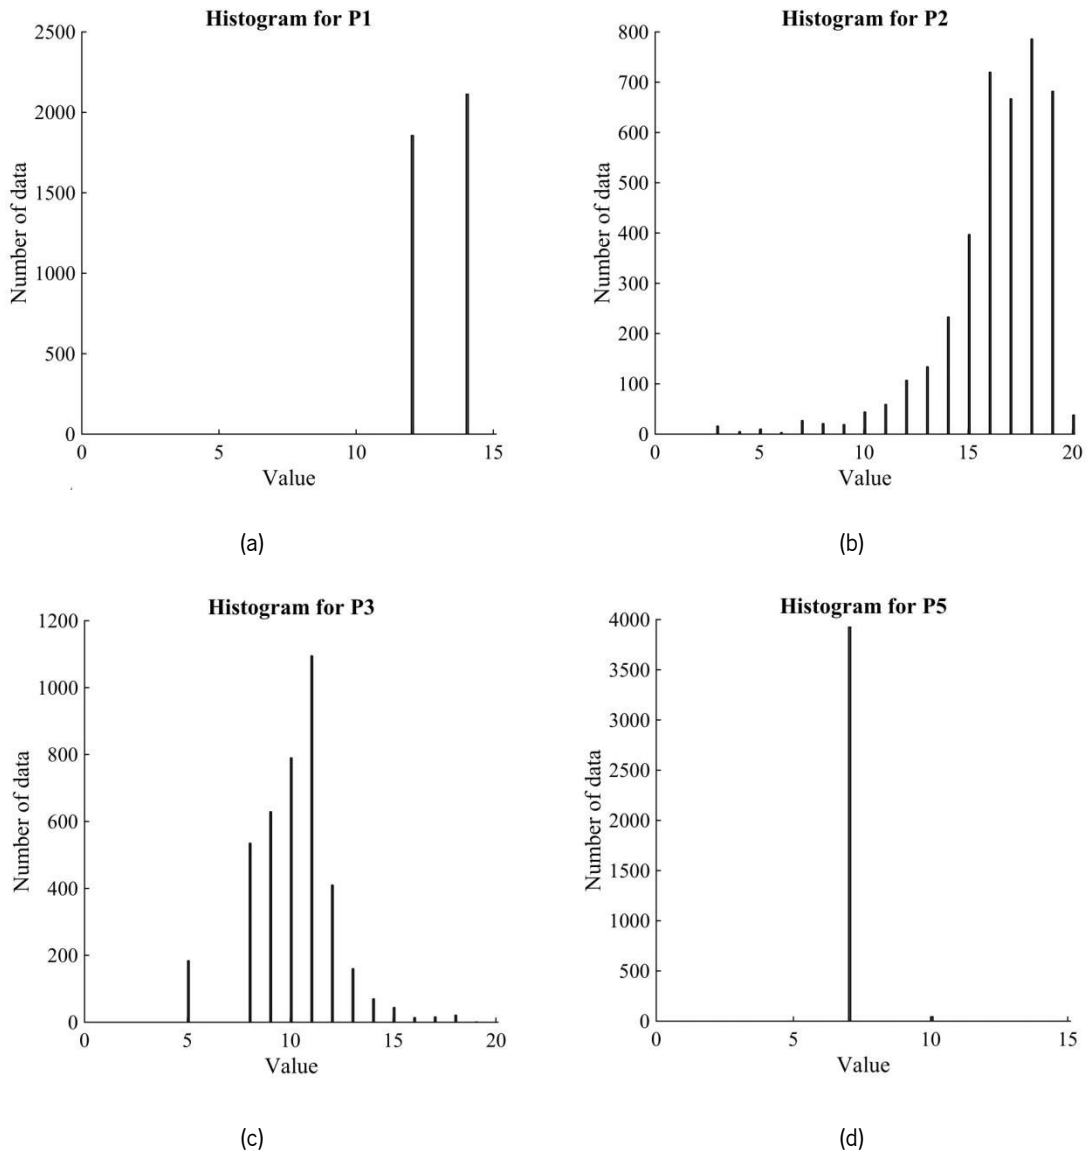 Histogram for P1
2500
2000
1500
1000
500
0
0 5 10 15
Number of data
Value
(a)
Histogram for P2
800
700
600
500
400
300
200
100
0
0 5 10 15 20
Number of data
Value
(b)
Histogram for P3
1200
1000
800
600
400
200
0
0 5 10 15 20
Number of data
Value
(c)
Histogram for P5
4000
3500
3000
2500
2000
1500
1000
500
0
0 5 10 15
Number of data
Value
(d)